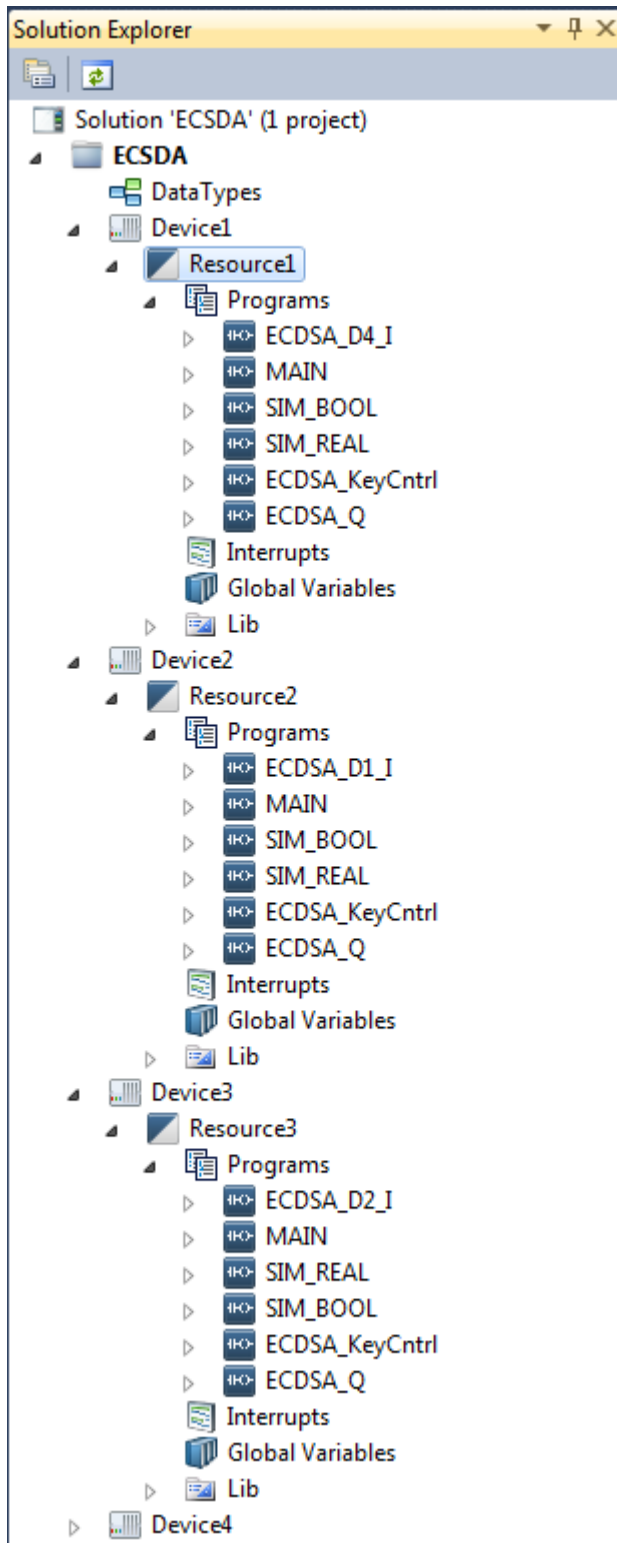 Solution Explorer
Solution 'ECSDA' (1 project)
ECSDA
DataTypes
Device1
Resource1
Programs
ECDSA_D4_I
MAIN
SIM_BOOL
SIM_REAL
ECDSA_KeyCntrl
ECDSA_Q
Interrupts
Global Variables
Lib
Device2
Resource2
Programs
ECDSA_D1_I
MAIN
SIM_BOOL
SIM_REAL
ECDSA_KeyCntrl
ECDSA_Q
Interrupts
Global Variables
Lib
Device3
Resource3
Programs
ECDSA_D2_I
MAIN
SIM_REAL
SIM_BOOL
ECDSA_KeyCntrl
ECDSA_Q
Interrupts
Global Variables
Lib
Device4